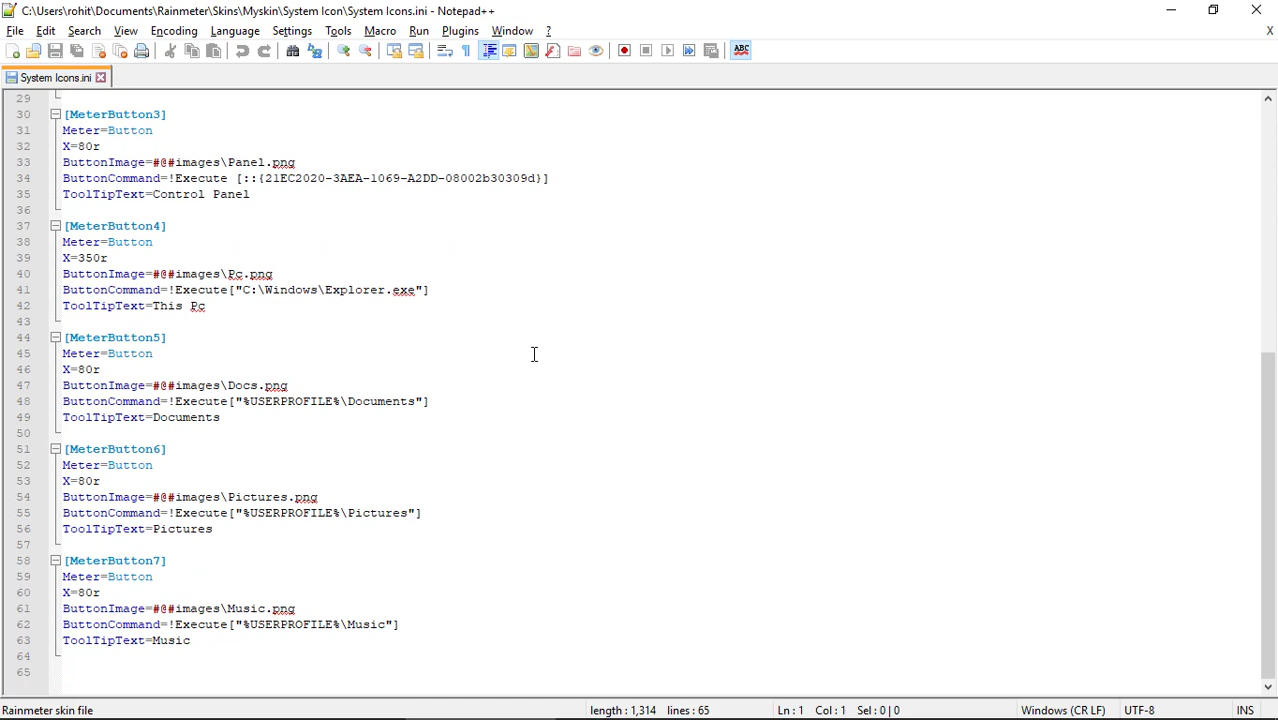 C:\Users\rohit\Documents\Rainmeter\Skins\Myskin\System Icon\System Icons.ini - Notepad++
File Edit Search View Encoding Language Settings Tools Macro Run Plugins Window ? X
ABC
System Icons.ini
29
30 [MeterButton3]
31 Meter=Button
32 X=80r
33 ButtonImage=#@#images\Panel.png
34 ButtonCommand=!Execute [::{21EC2020-3AEA-1069-A2DD-08002b30309d}]
35 ToolTipText=Control Panel
36
37 [MeterButton4]
38 Meter=Button
39 X=350r
40 ButtonImage=#@#images\Pc.png
41 ButtonCommand=!Execute["C:\Windows\Explorer.exe"]
42 ToolTipText=This Pc
43
44 [MeterButton5]
45 Meter=Button
46 X=80r
47 ButtonImage=#@#images\Docs.png
48 ButtonCommand=!Execute["%USERPROFILE%\Documents"]
49 ToolTipText=Documents
50
51 [MeterButton6]
52 Meter=Button
53 X=80r
54 ButtonImage=#@#images\Pictures.png
55 ButtonCommand=!Execute["%USERPROFILE%\Pictures"]
56 ToolTipText=Pictures
57
58 [MeterButton7]
59 Meter=Button
60 X=80r
61 ButtonImage=#@#images\Music.png
62 ButtonCommand=!Execute["%USERPROFILE%\Music"]
63 ToolTipText=Music
64
65
Rainmeter skin file length : 1,314 lines : 65 Ln : 1 Col : 1 Sel : 0 | 0 Windows (CR LF) UTF-8 INS